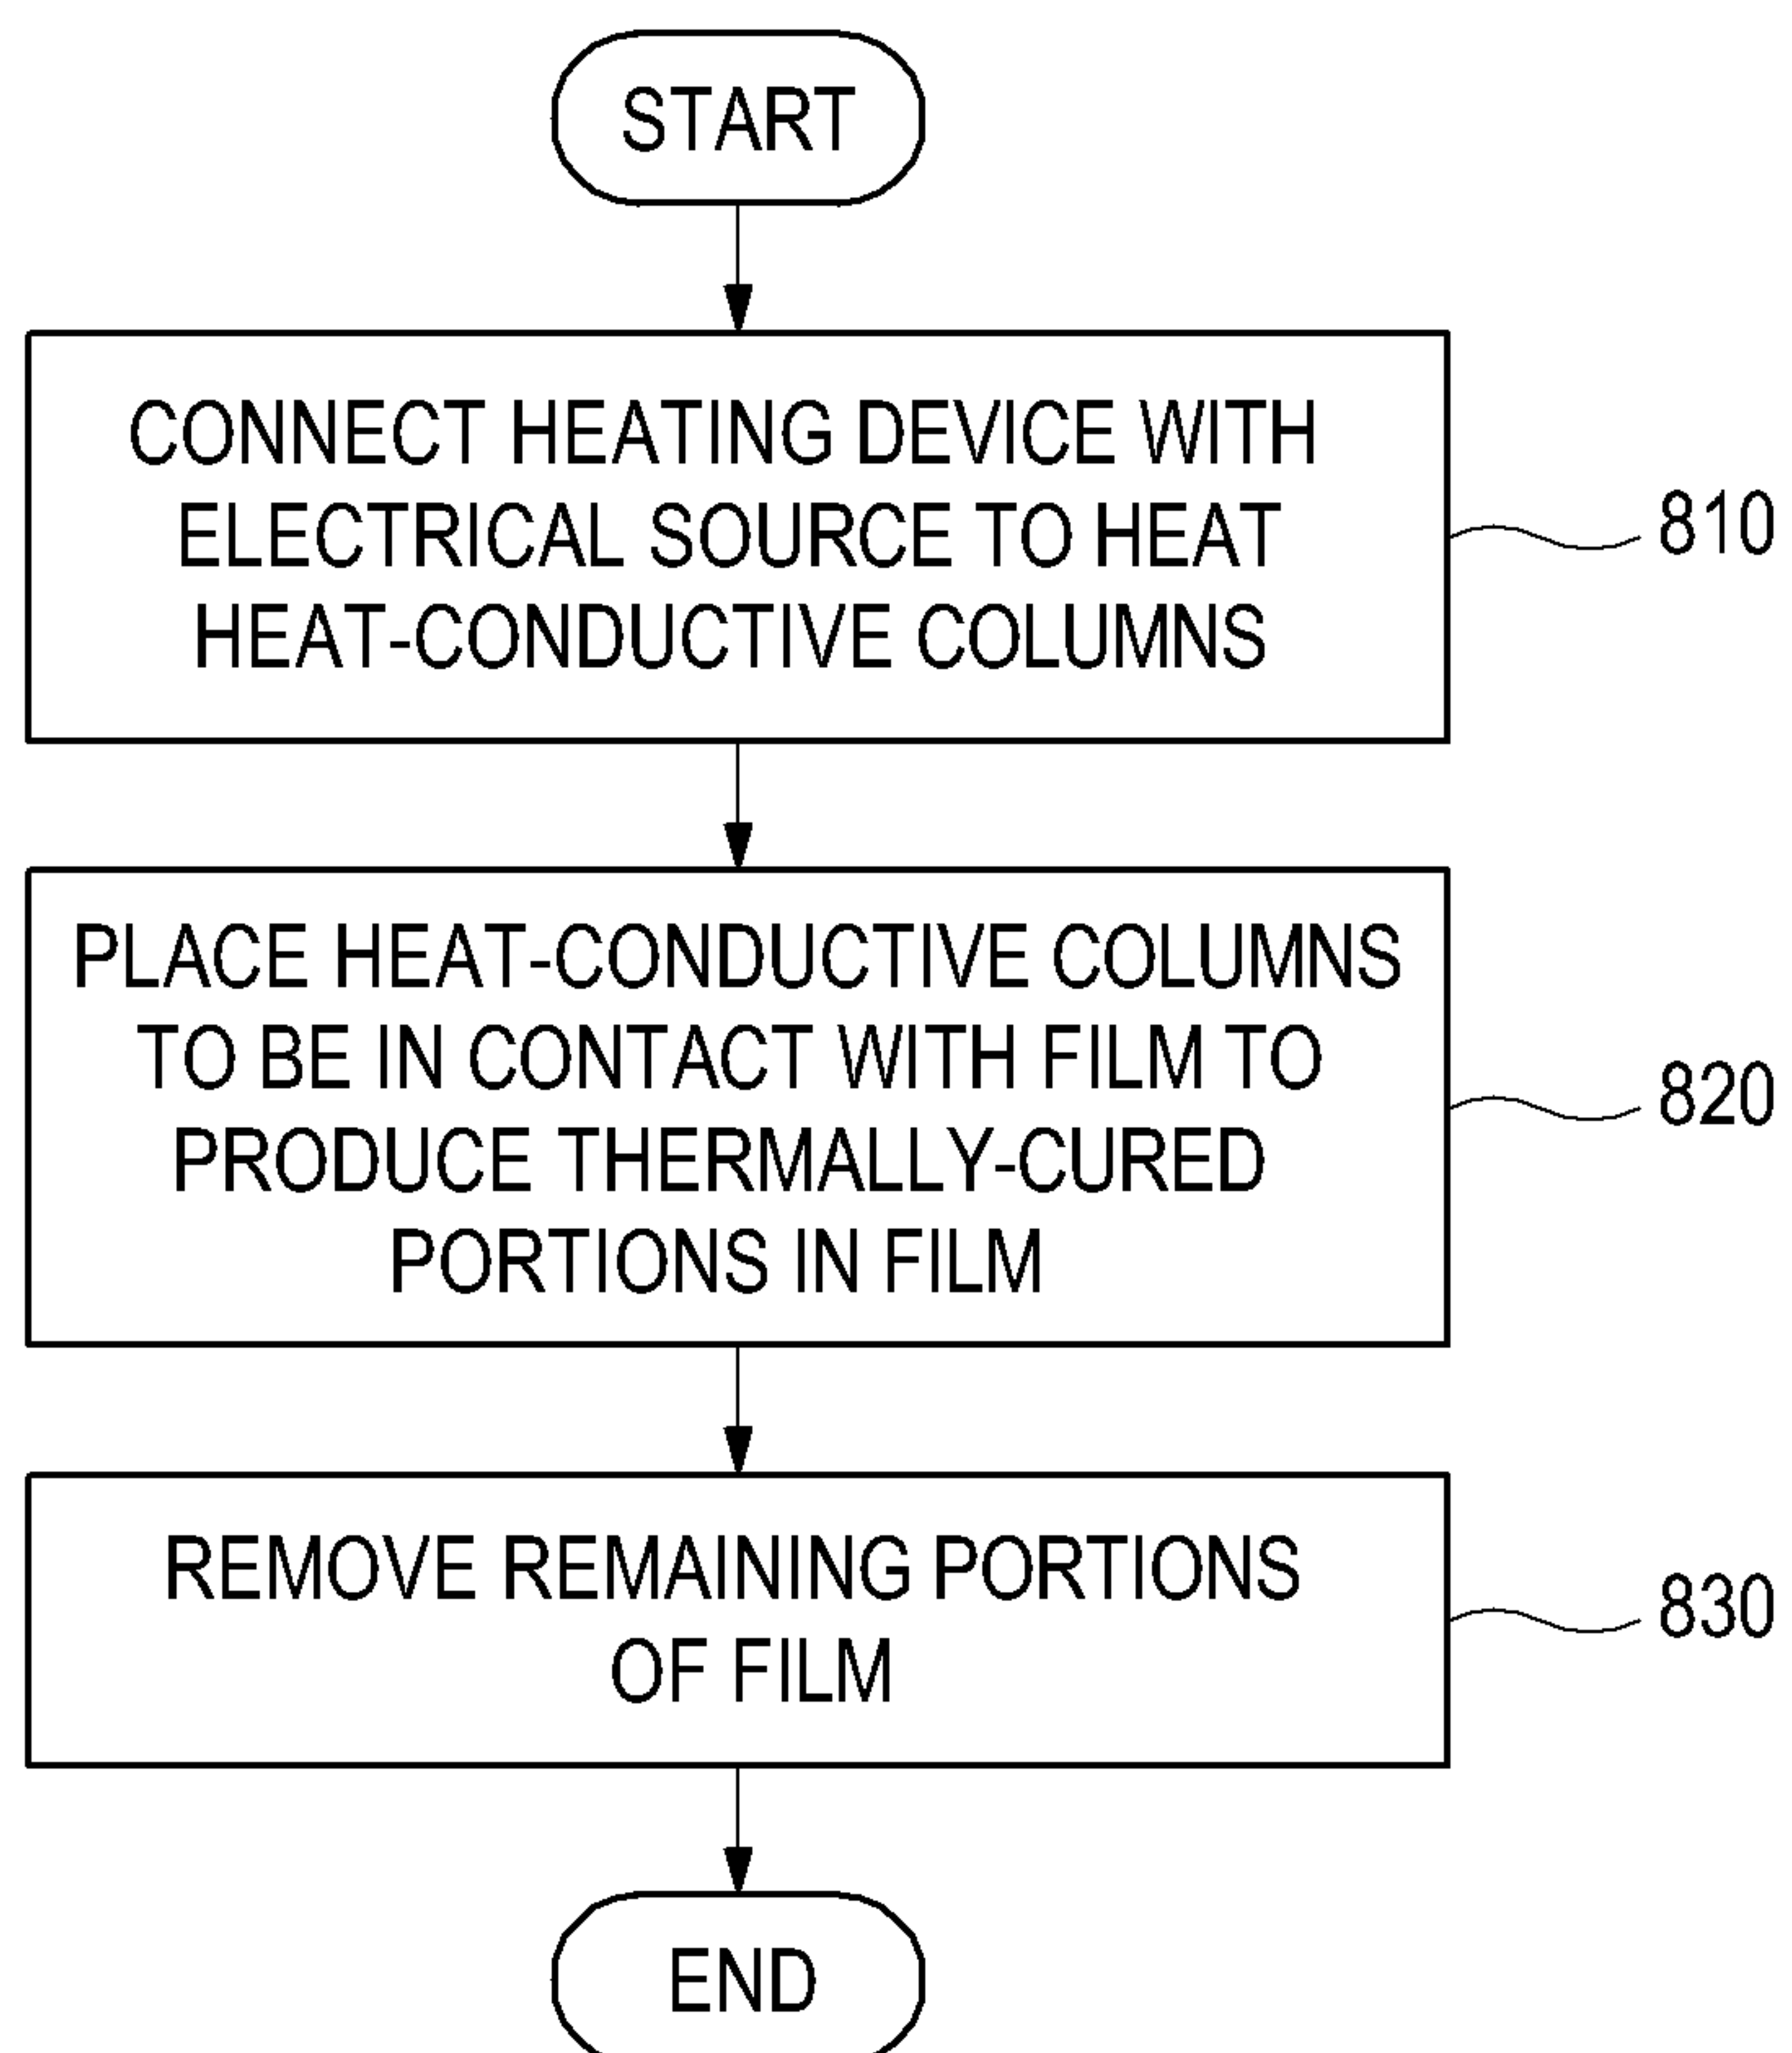 START
CONNECT HEATING DEVICE WITH
ELECTRICAL SOURCE TO HEAT
HEAT-CONDUCTIVE COLUMNS
810
PLACE HEAT-CONDUCTIVE COLUMNS
TO BE IN CONTACT WITH FILM TO
PRODUCE THERMALLY-CURED
PORTIONS IN FILM
820
REMOVE REMAINING PORTIONS
OF FILM
830
END